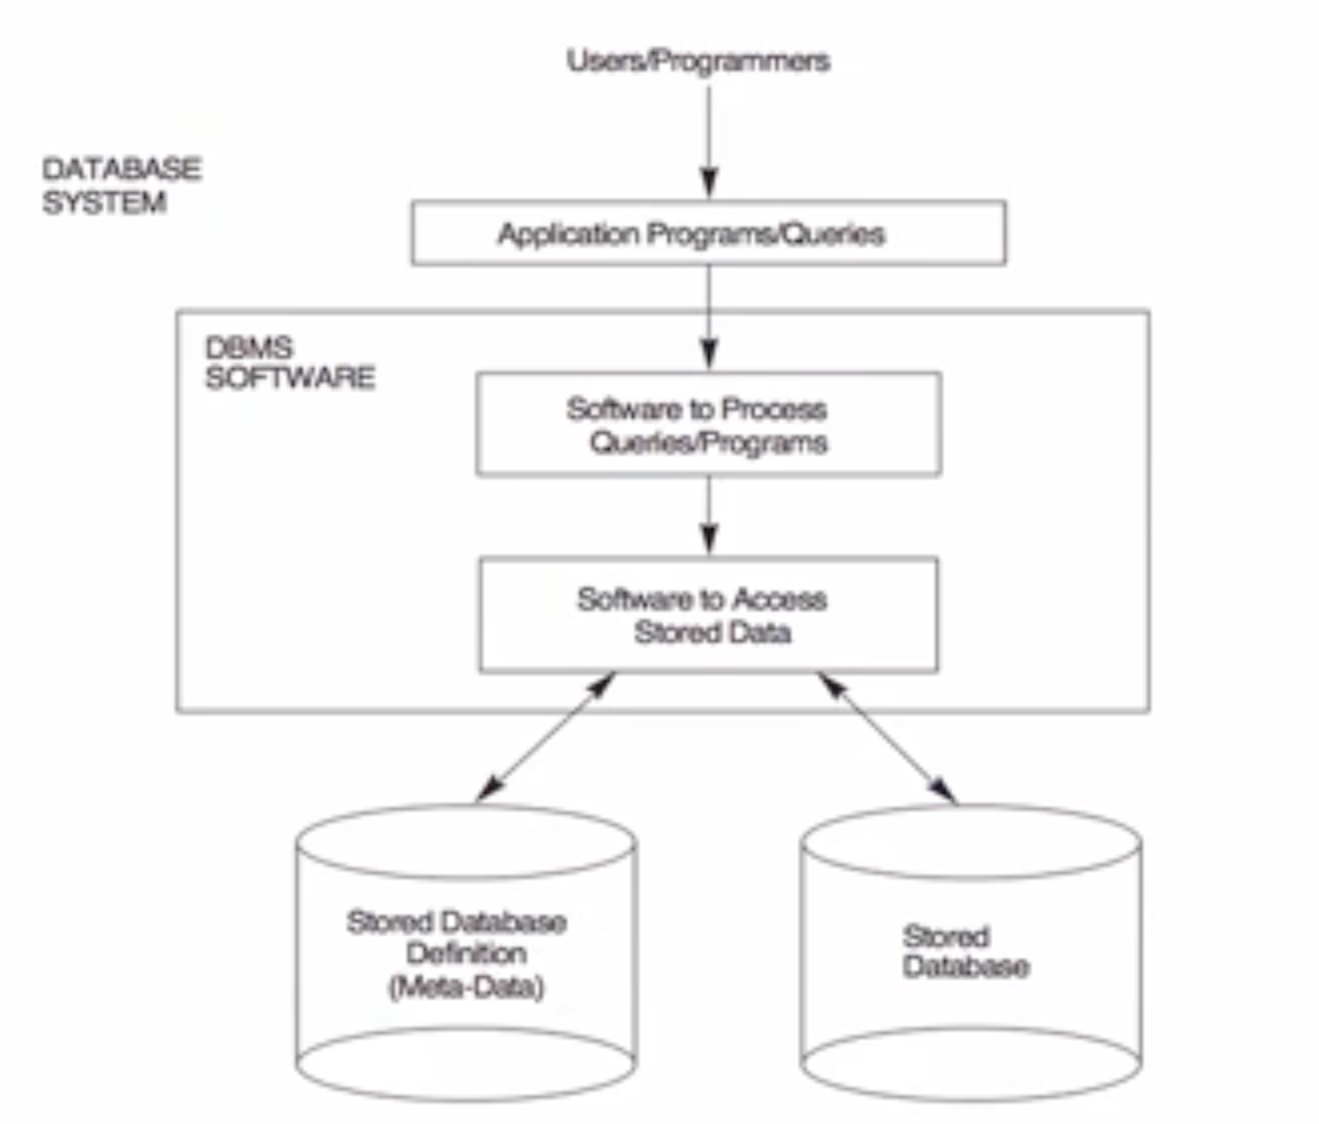 Users/Programmers
DATABASE
SYSTEM
Application Programs/Queries
DBMS
SOFTWARE
Software to Process
Queries/Programs
Software to Access
Stored Data
Stored Database
Definition
(Meta-Data)
Stored
Database